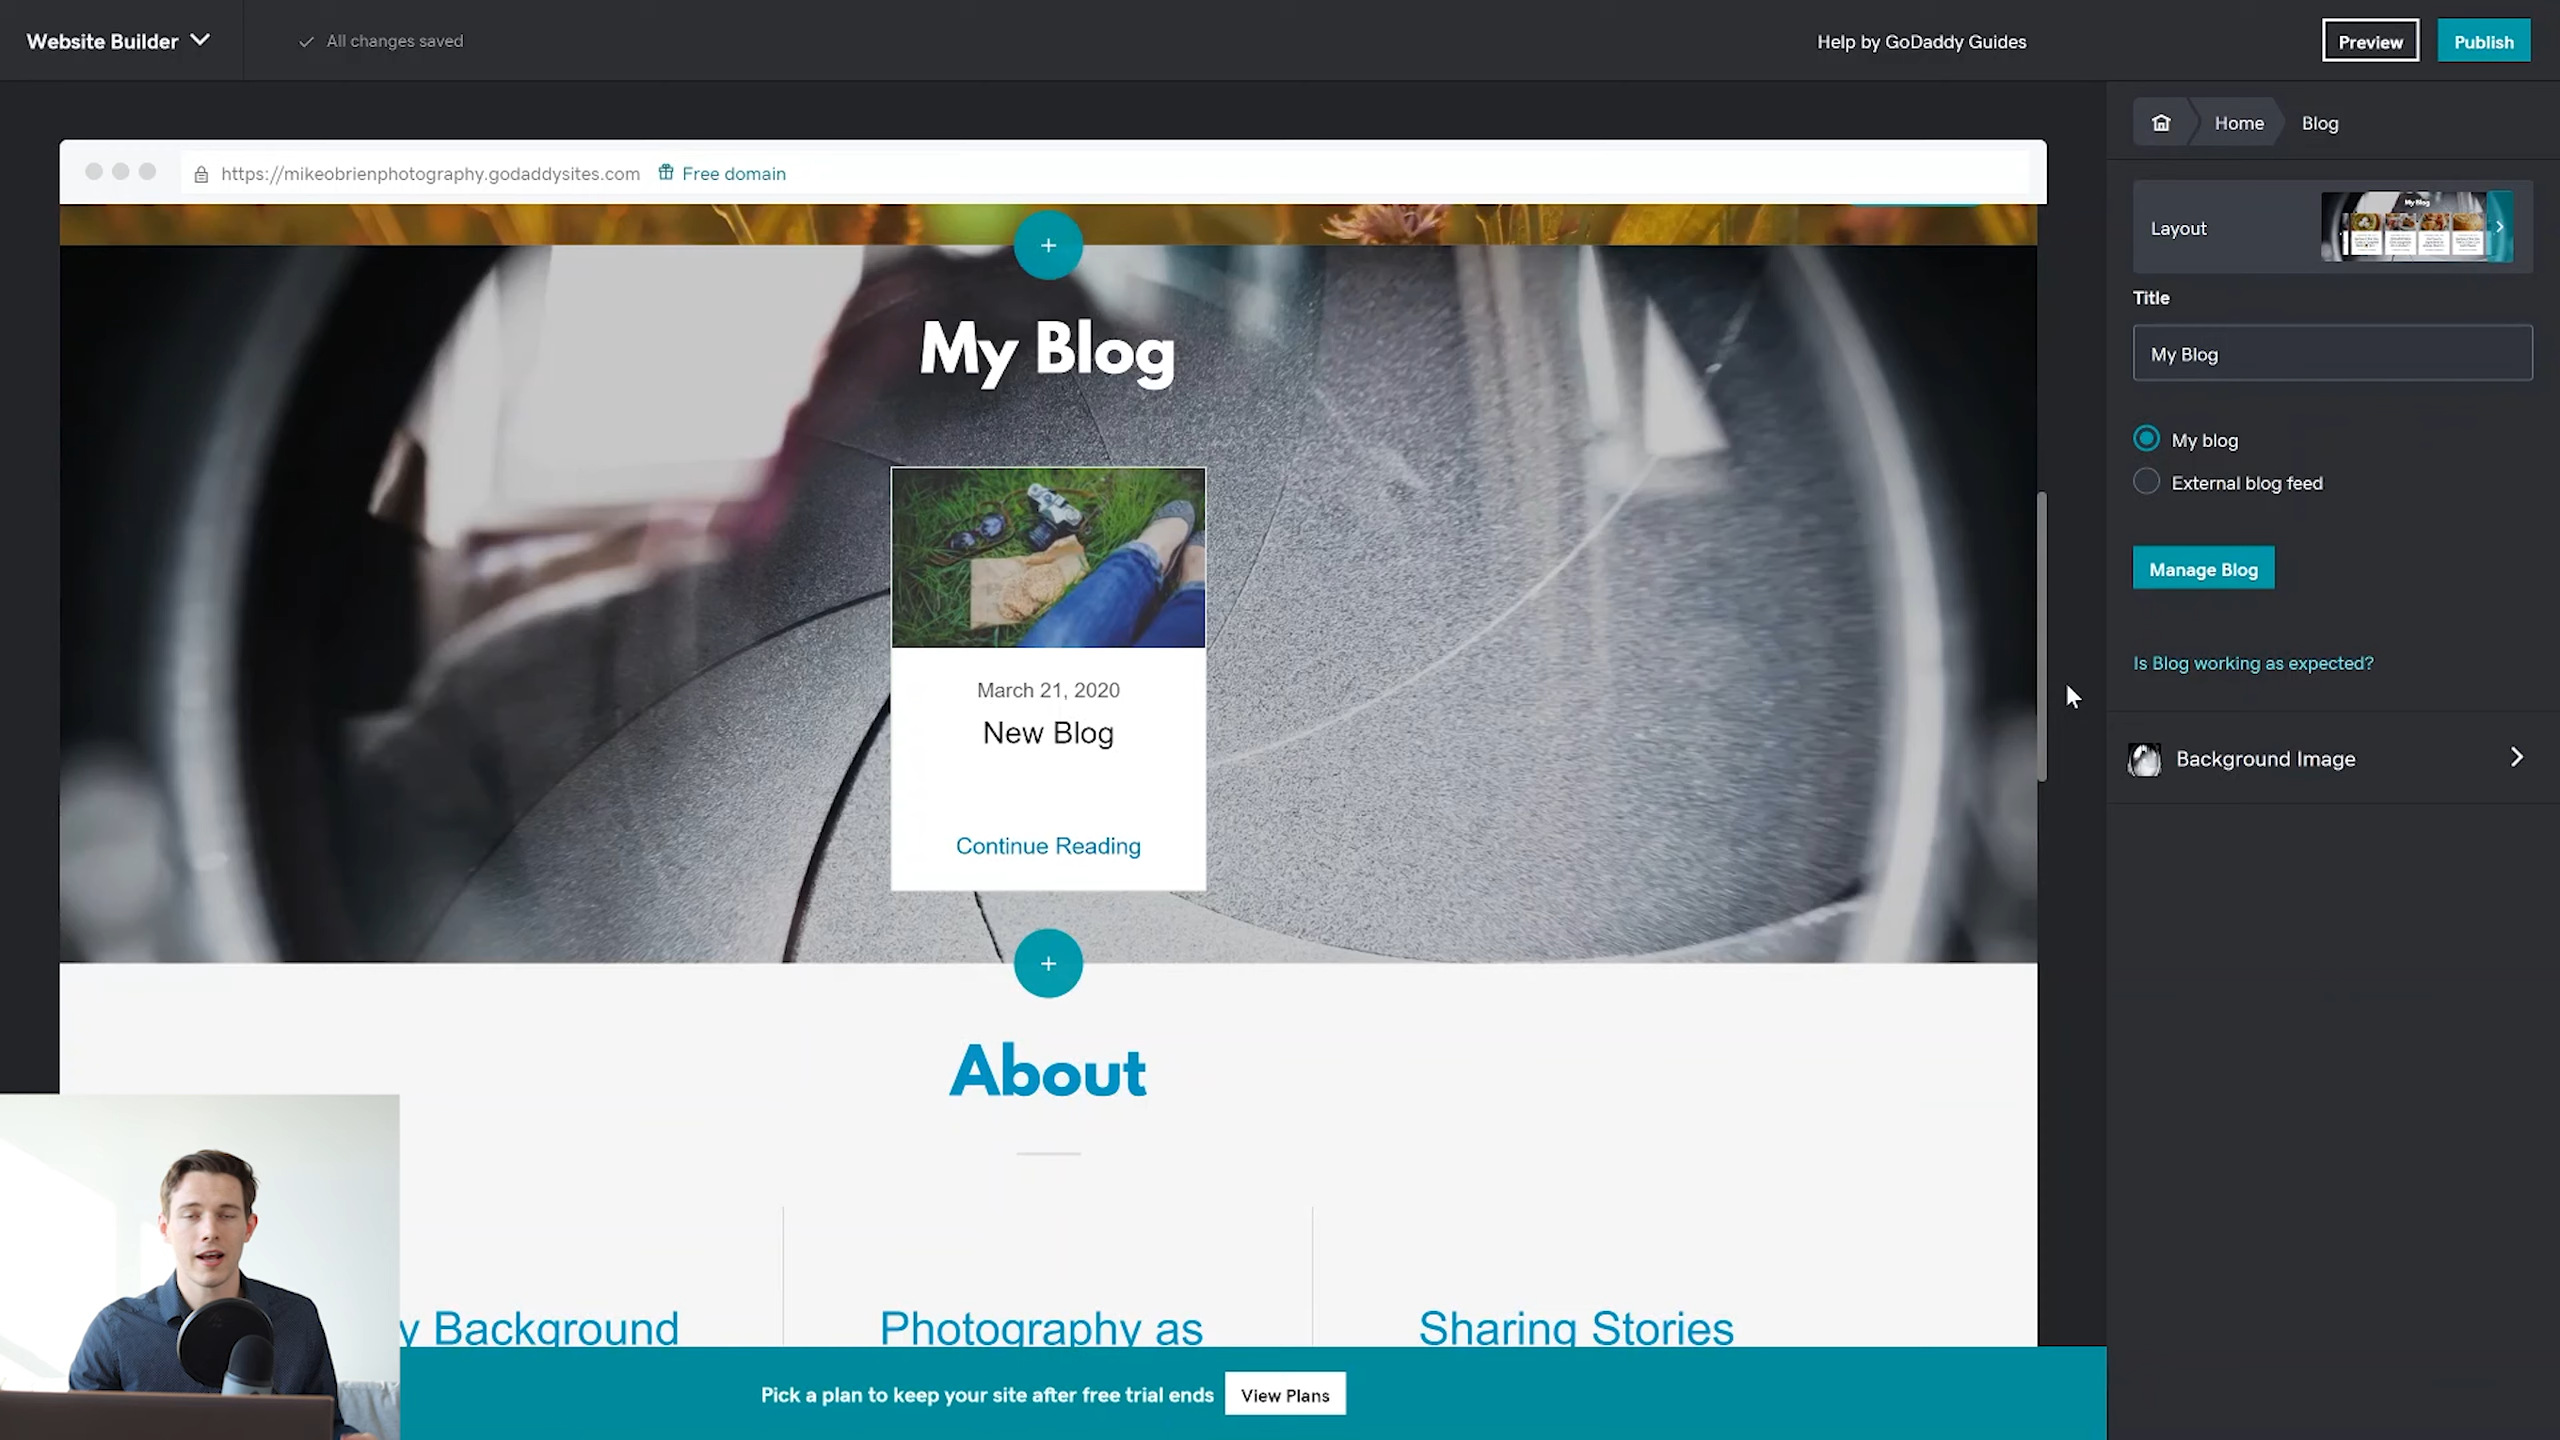 Website Builder
All changes saved
Help by GoDaddy Guides
Preview
Publish
Home
Blog
https://mikeobrienphotography.godaddysites.com
Free domain
Layout
My Blog
Title
My Blog
My blog
External blog feed
Manage Blog
Is Blog working as expected?
Background Image
My Blog
March 21, 2020
New Blog
Continue Reading
About
y Background
Photography as
Sharing Stories
Pick a plan to keep your site after free trial ends
View Plans